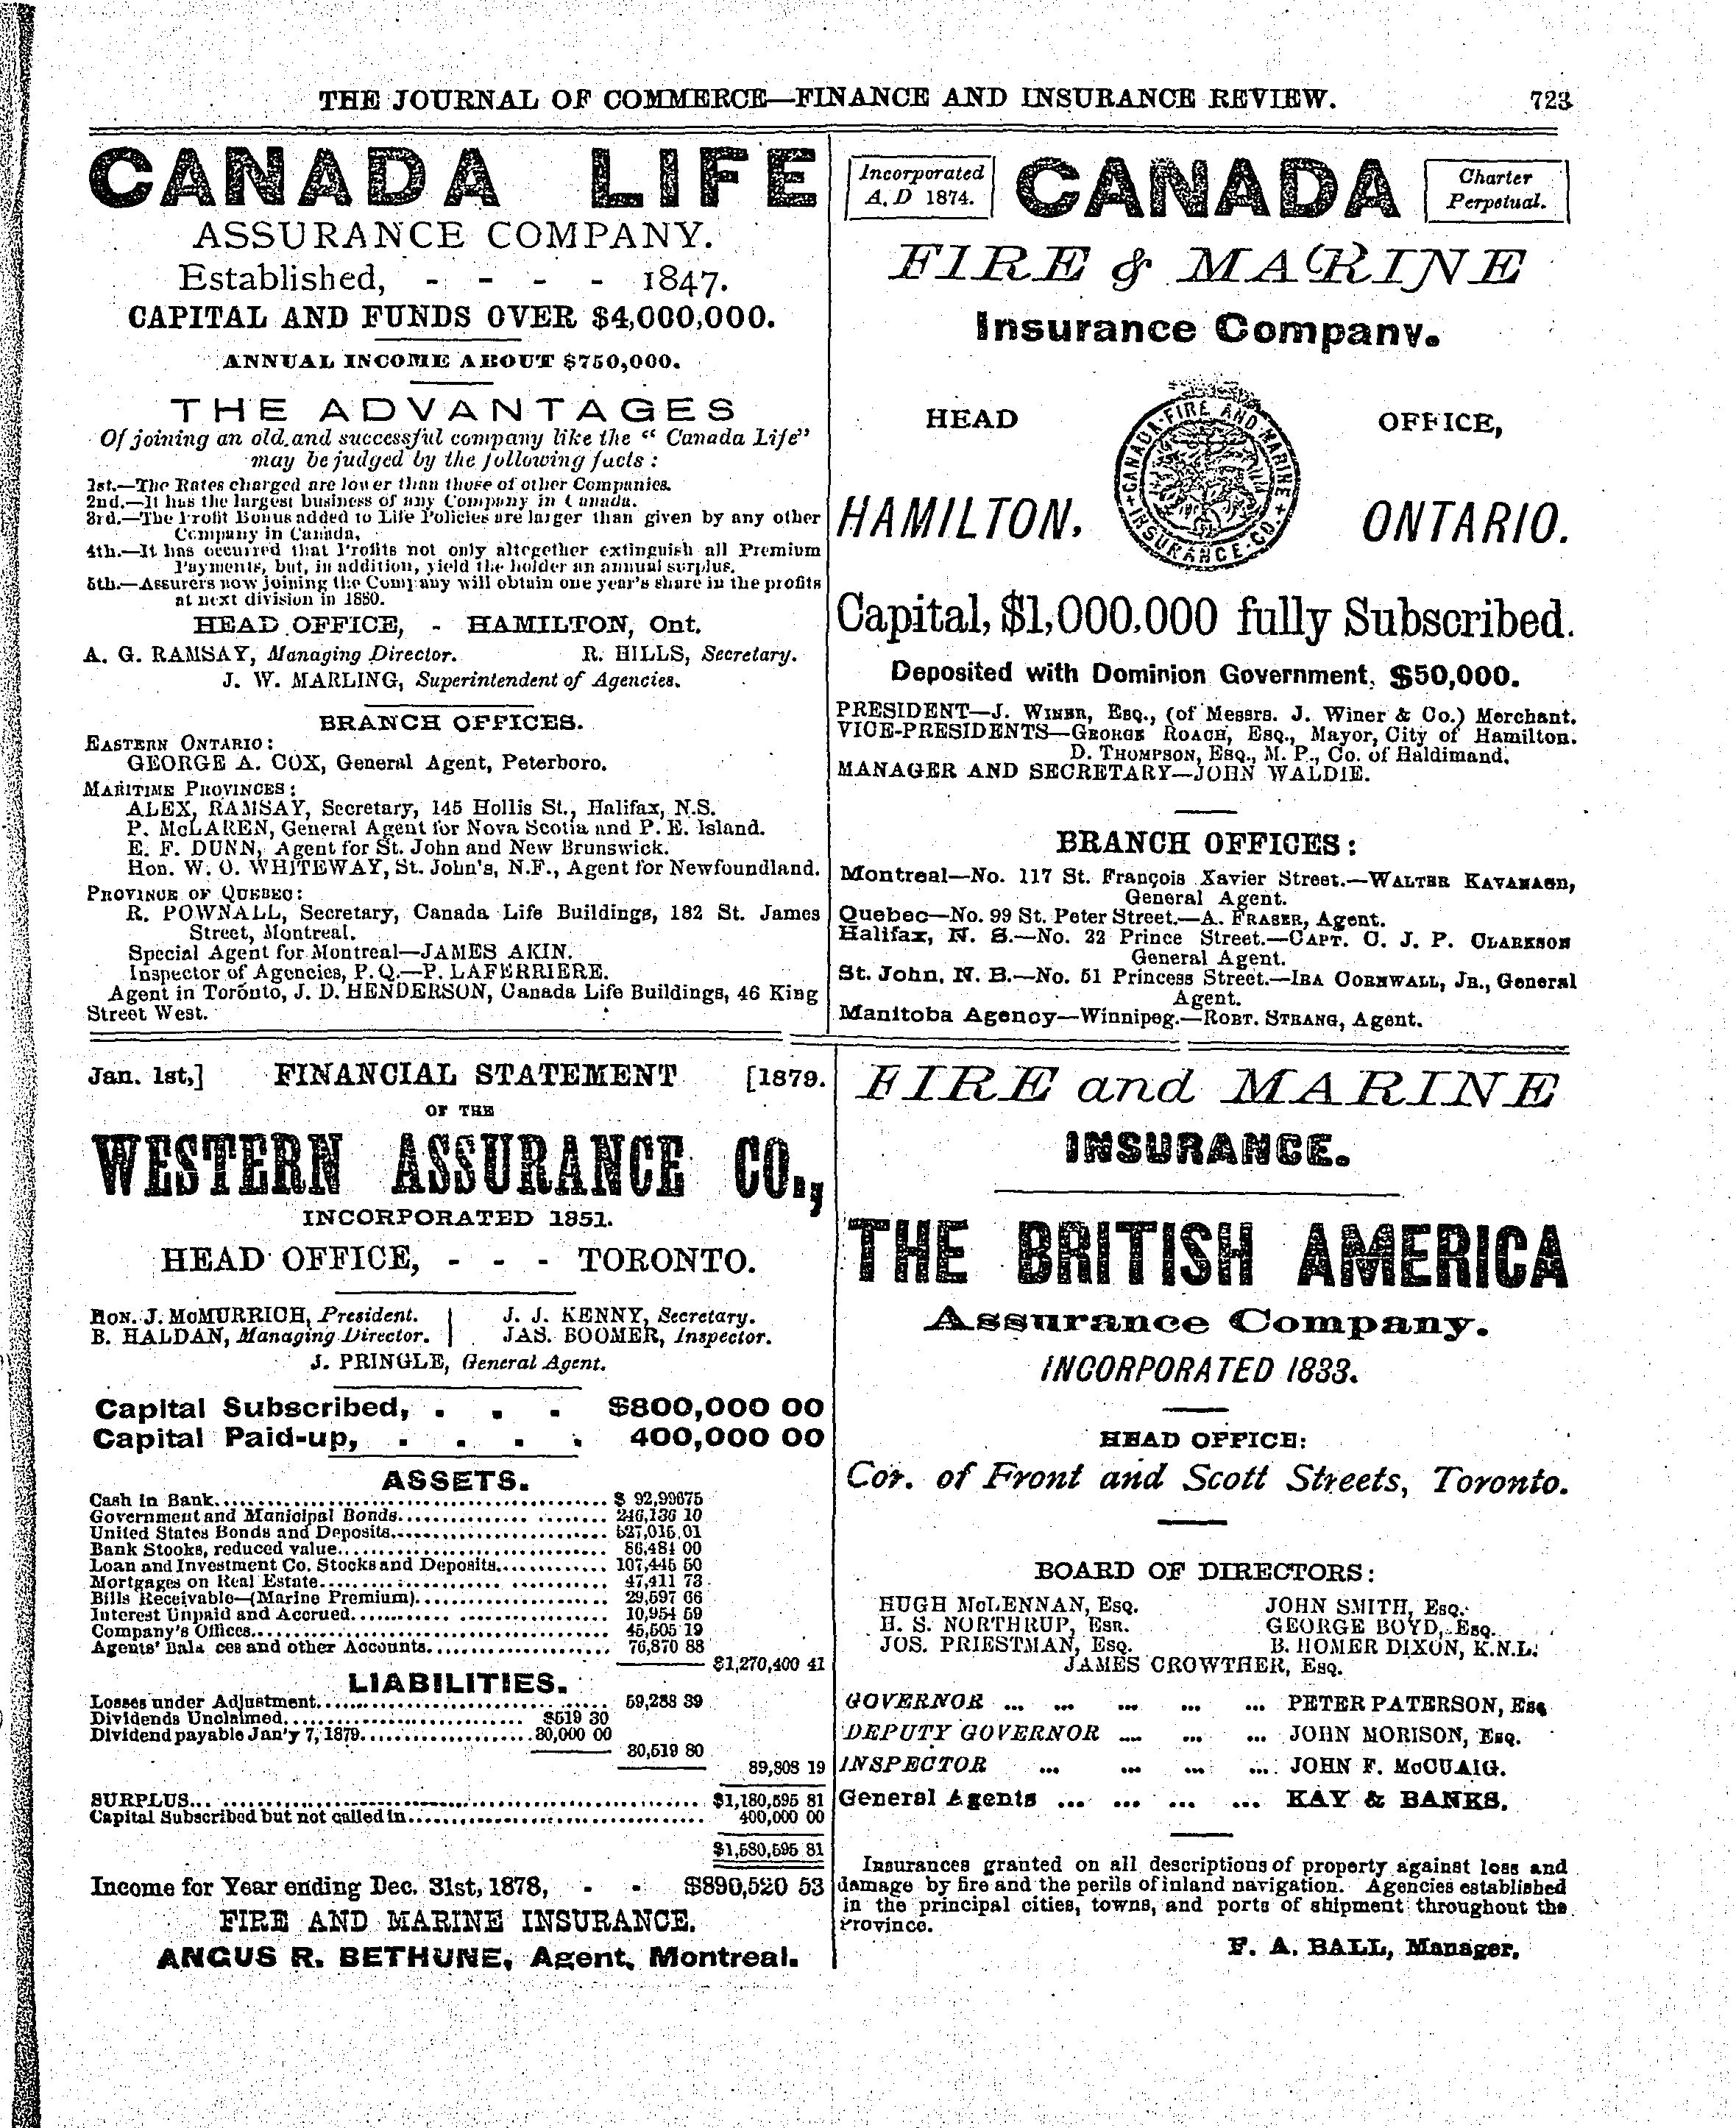 THE JOURNAL OF COMMERCE—FINANCE AND INSURANCE REVIEW. 723
CANADA LIFE
ASSURANCE COMPANY.
Established, - - - - 1847.
CAPITAL AND FUNDS OVER $4,000,000.
ANNUAL INCOME ABOUT $750,000.
THE ADVANTAGES
Of joining an old and successful company like the "Canada Life"
may be judged by the following facts:
1st.—The Rates charged are lower than those of other Companies.
2nd.—It has the largest business of any Company in Canada.
3rd.—The Profit Bonus added to Life Policies are larger than given by any other
Company in Canada.
4th.—It has occurred that Profits not only altogether extinguish all Premium
Payments, but, in addition, yield the holder an annual surplus.
5th.—Assurers now joining the Company will obtain one year's share in the profits
at next division in 1880.
HEAD OFFICE, - HAMILTON, Ont.
A. G. RAMSAY, Managing Director. R. HILLS, Secretary.
J. W. MARLING, Superintendent of Agencies.
BRANCH OFFICES.
EASTERN ONTARIO:
GEORGE A. COX, General Agent, Peterboro.
MARITIME PROVINCES:
ALEX, RAMSAY, Secretary, 145 Hollis St., Halifax, N.S.
P. McLAREN, General Agent for Nova Scotia and P. E. Island.
E. F. DUNN, Agent for St. John and New Brunswick.
Hon. W. O. WHITEWAY, St. John's, N.F., Agent for Newfoundland.
PROVINCE OF QUEBEC:
R. POWNALL, Secretary, Canada Life Buildings, 182 St. James
Street, Montreal.
Special Agent for Montreal—JAMES AKIN.
Inspector of Agencies, P.Q.—P. LAFERRIERE.
Agent in Toronto, J. D. HENDERSON, Canada Life Buildings, 46 King
Street West.
Incorporated
A. D 1874.
CANADA
Charter
Perpetual.
FIRE & MARINE
Insurance Company.
HEAD OFFICE,
CANADA FIRE AND MARINE INSURANCE CO.
HAMILTON, ONTARIO.
Capital, $1,000,000 fully Subscribed.
Deposited with Dominion Government, $50,000.
PRESIDENT—J. WINER, ESQ., (of Messrs. J. Winer & Co.) Merchant.
VICE-PRESIDENTS—GEORGE ROACH, ESQ., Mayor, City of Hamilton.
D. THOMPSON, ESQ., M. P., Co. of Haldimand.
MANAGER AND SECRETARY—JOHN WALDIE.
BRANCH OFFICES:
Montreal—No. 117 St. François Xavier Street.—WALTER KAVANAGH,
General Agent.
Quebec—No. 99 St. Peter Street.—A. FRASER, Agent.
Halifax, N. S.—No. 22 Prince Street.—CAPT. C. J. P. CLARKSON
General Agent.
St. John, N. B.—No. 51 Princess Street.—IRA CORNWALL, JR., General
Agent.
Manitoba Agency—Winnipeg.—ROBT. STRANG, Agent.
Jan. 1st,] FINANCIAL STATEMENT [1879.
OF THE
WESTERN ASSURANCE CO.,
INCORPORATED 1851.
HEAD OFFICE, - - - TORONTO.
HON. J. McMURRICH, President. J. J. KENNY, Secretary.
B. HALDAN, Managing Director. JAS. BOOMER, Inspector.
J. PRINGLE, General Agent.
Capital Subscribed, . . . $800,000 00
Capital Paid-up, . . . . 400,000 00
ASSETS.
Cash in Bank $ 92,99675
Government and Municipal Bonds 246,136 10
United States Bonds and Deposits 527,015.01
Bank Stocks, reduced value 86,481 00
Loan and Investment Co. Stocks and Deposits 107,445 50
Mortgages on Real Estate 47,411 73
Bills Receivable—(Marine Premium) 29,597 66
Interest Unpaid and Accrued 10,954 59
Company's Offices 45,505 19
Agents' Bala ces and other Accounts 76,870 88
$1,270,400 41
LIABILITIES.
Losses under Adjustment 59,288 39
Dividends Unclaimed $519 30
Dividend payable Jan'y 7, 1879 30,000 00
30,519 80
89,808 19
SURPLUS $1,180,595 81
Capital Subscribed but not called in 400,000 00
$1,580,595 81
Income for Year ending Dec. 31st, 1878, - - $890,520 53
FIRE AND MARINE INSURANCE.
ANGUS R. BETHUNE, Agent, Montreal.
FIRE and MARINE
INSURANCE.
THE BRITISH AMERICA
Assurance Company.
INCORPORATED 1833.
HEAD OFFICE:
Cor. of Front and Scott Streets, Toronto.
BOARD OF DIRECTORS:
HUGH McLENNAN, ESQ. JOHN SMITH, ESQ.
H. S. NORTHRUP, ESR. GEORGE BOYD, ESQ.
JOS. PRIESTMAN, ESQ. B. HOMER DIXON, K.N.L.
JAMES CROWTHER, ESQ.
GOVERNOR ... ... ... ... ... PETER PATERSON, ESQ
DEPUTY GOVERNOR ... ... ... JOHN MORISON, ESQ.
INSPECTOR ... ... ... ... JOHN F. McCUAIG.
General Agents ... ... ... ... KAY & BANKS.
Insurances granted on all descriptions of property against loss and
damage by fire and the perils of inland navigation. Agencies established
in the principal cities, towns, and ports of shipment throughout the
Province.
F. A. BALL, Manager.